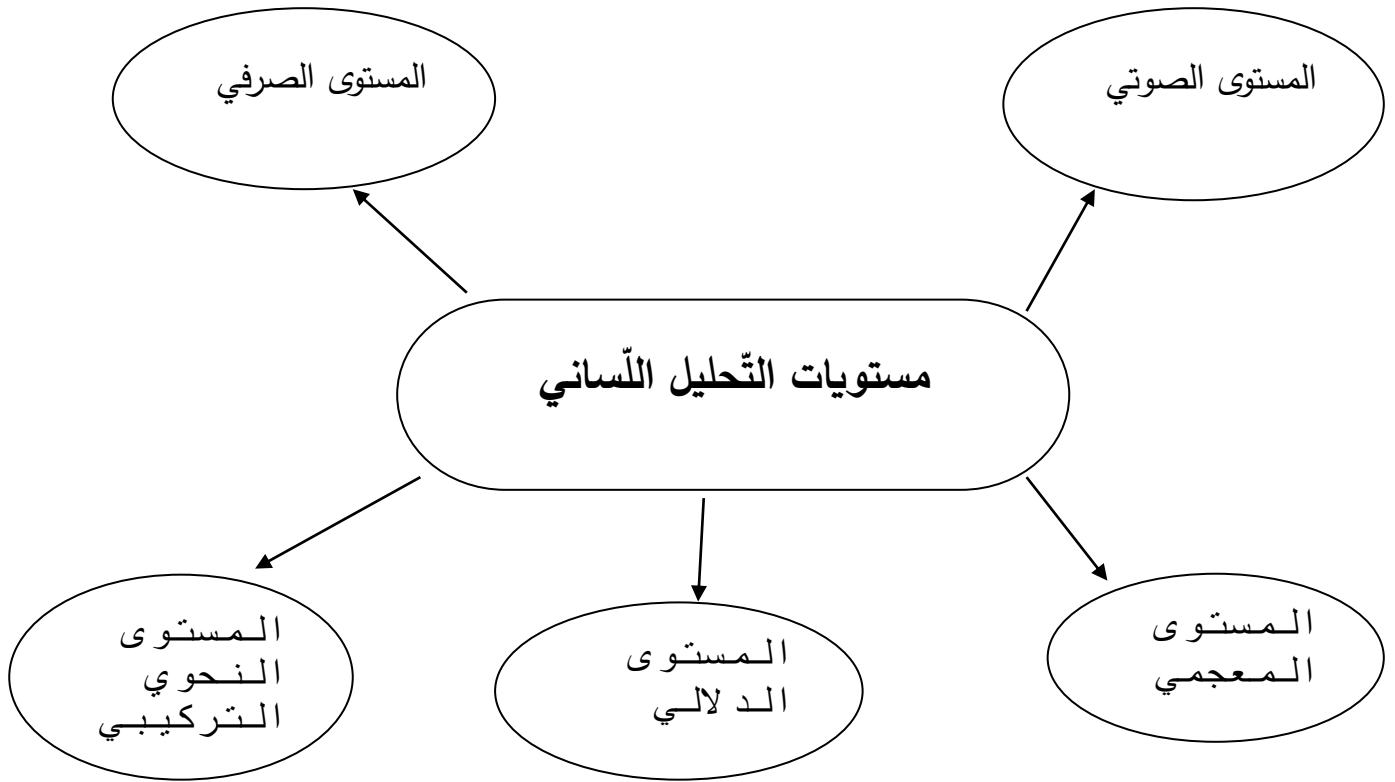 المستوى الصوتي
المستوى الصرفي
مستويات التّحليل اللّساني
المستوى
المعجمي
المستوى
الدلالي
المستوى
النحوي
التركيبي